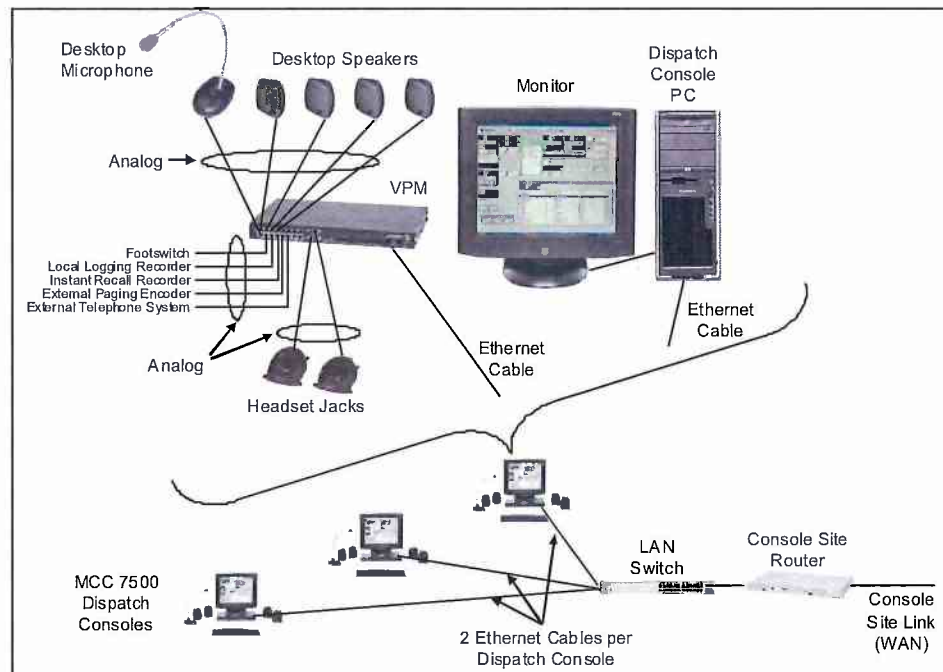 Desktop
Microphone
Desktop Speakers
Monitor
Dispatch
Console
PC
Analog
VPM
Footswitch
Local Logging Recorder
Instant Recall Recorder
External Paging Encoder
External Telephone System
Analog
Headset Jacks
Ethernet
Cable
Ethernet
Cable
MCC 7500
Dispatch
Consoles
LAN
Switch
Console Site
Router
2 Ethernet Cables per
Dispatch Console
Console
Site Link
(WAN)